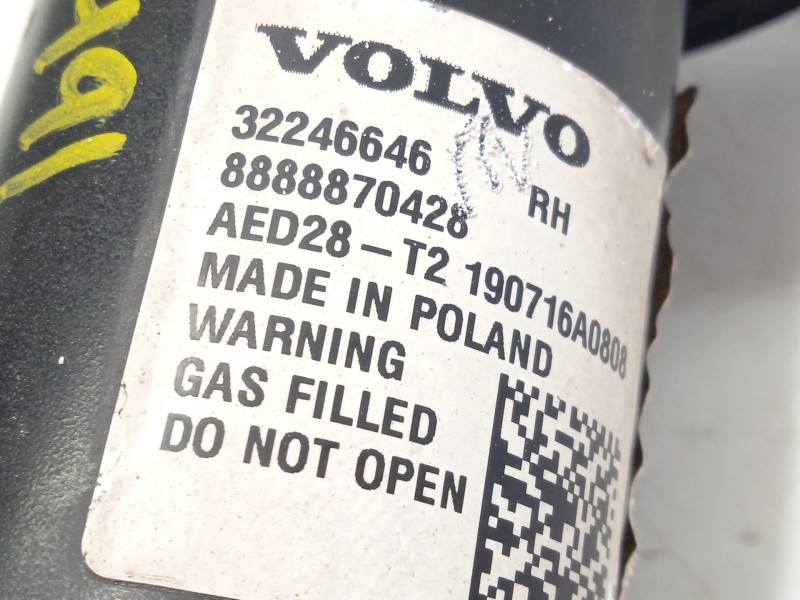 VOLVO
32246646
8888870428 RH
AED28-T2 190716A0808
MADE IN POLAND
WARNING
GAS FILLED
DO NOT OPEN